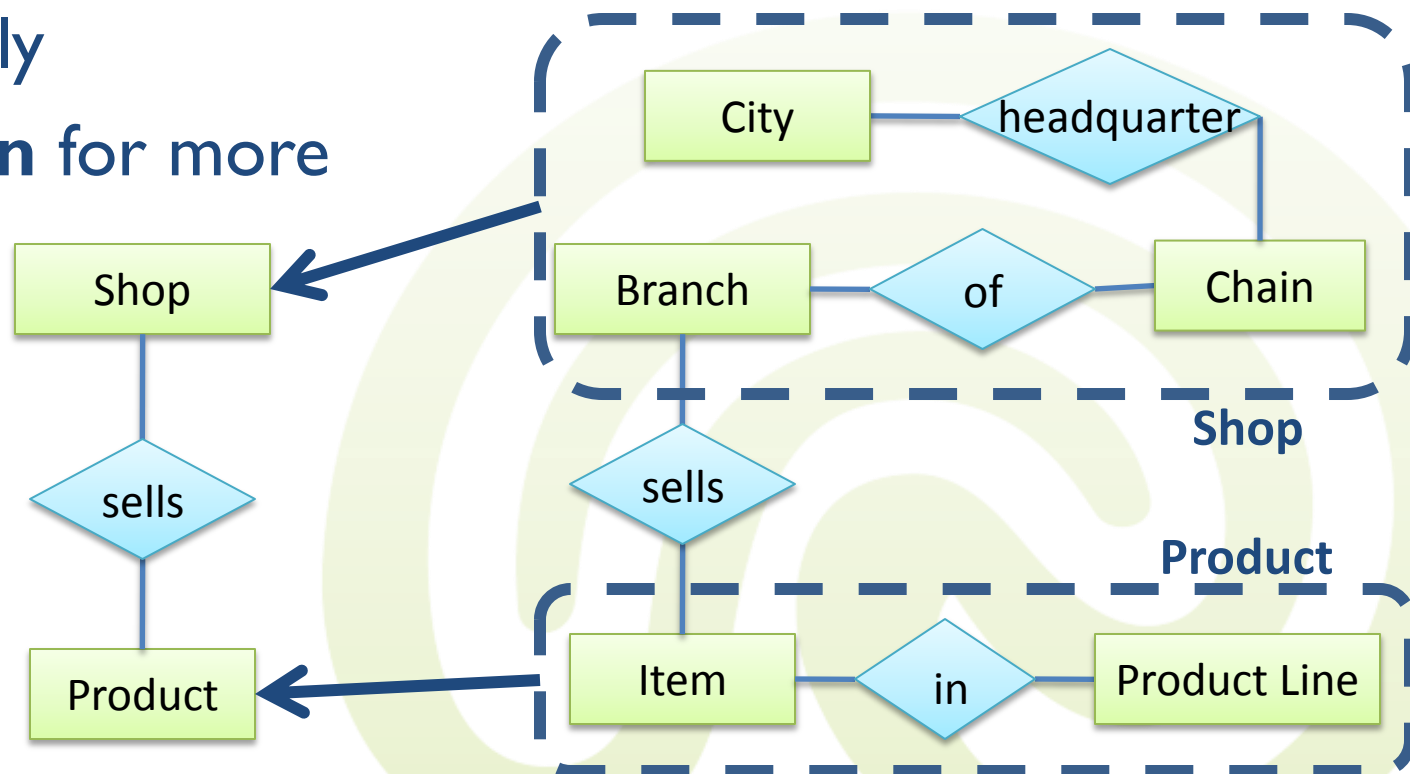 ly
n for more
City
headquarter
Shop
Branch
of
Chain
Shop
sells
sells
Product
Product
Item
in
Product Line